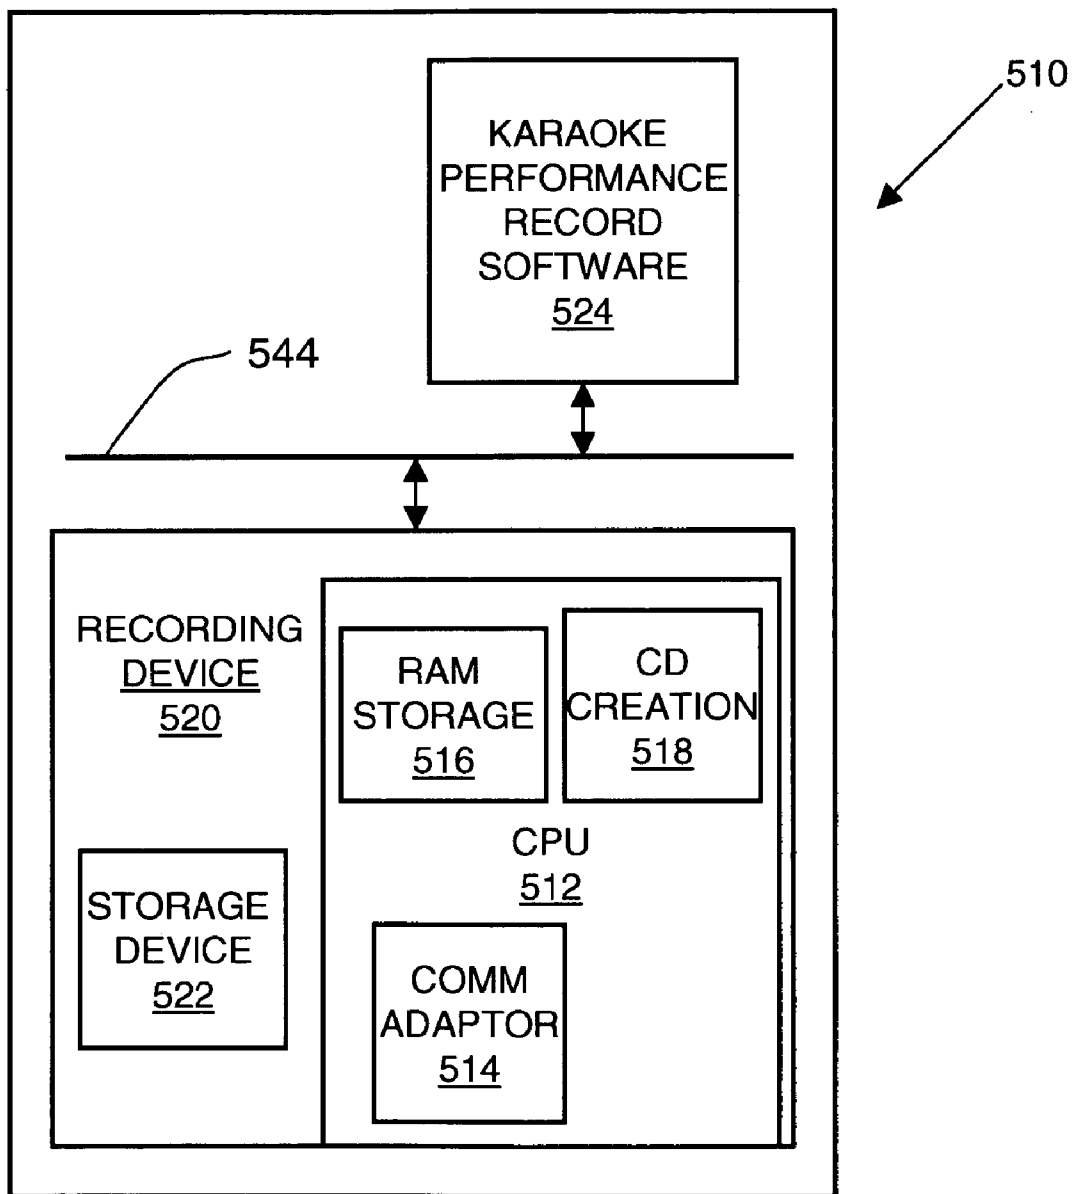 510
KARAOKE
PERFORMANCE
RECORD
SOFTWARE
524
544
RECORDING
DEVICE
520
RAM
STORAGE
516
CD
CREATION
518
CPU
512
STORAGE
DEVICE
522
COMM
ADAPTOR
514